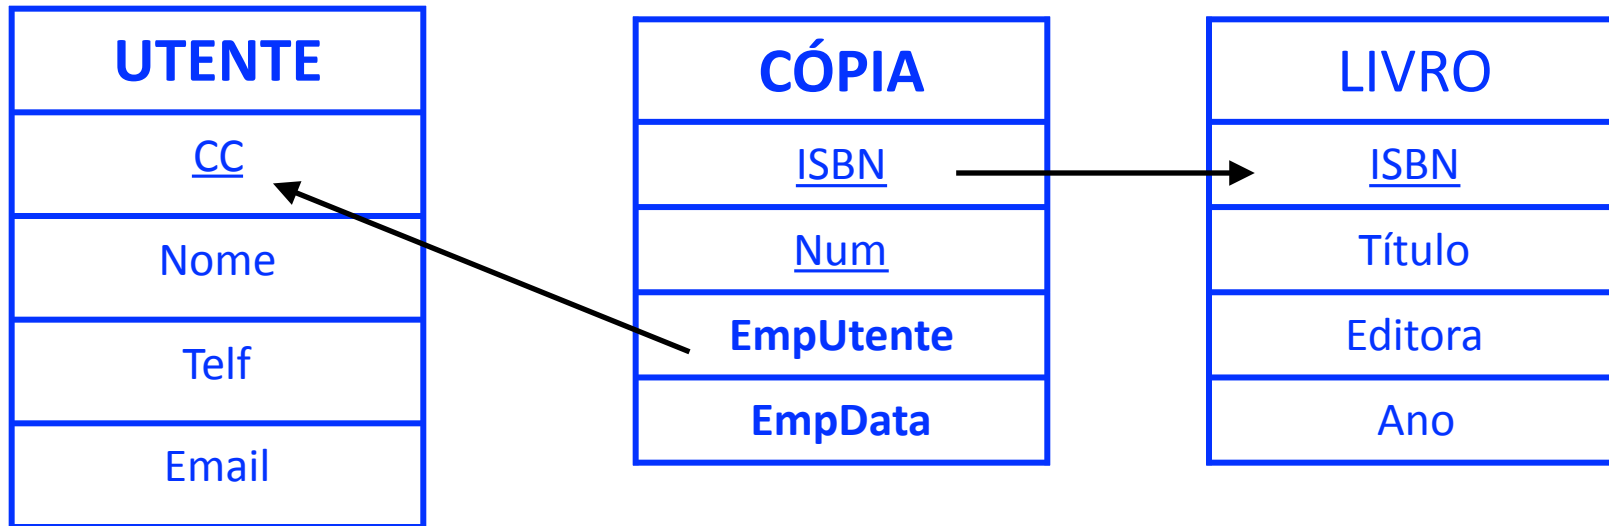 UTENTE
CC
Nome
Telf
Email
CÓPIA
ISBN
Num
EmpUtente
EmpData
LIVRO
ISBN
Título
Editora
Ano